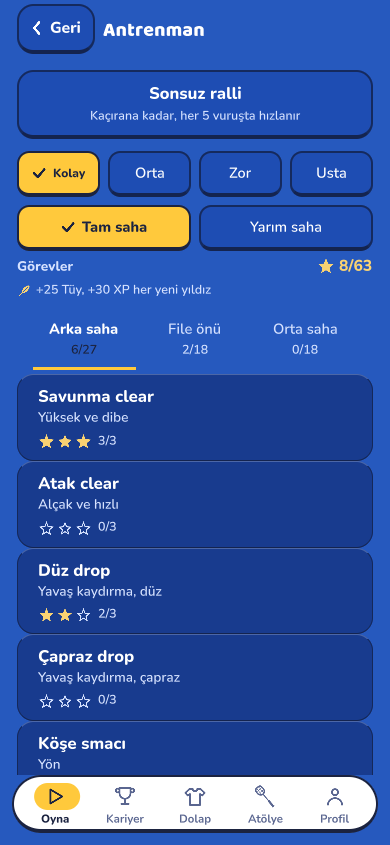 Geri
Antrenman
Sonsuz ralli
Kaçırana kadar, her 5 vuruşta hızlanır
Kolay
Orta
Zor
Usta
Tam saha
Yarım saha
Görevler
8/63
+25 Tüy, +30 XP her yeni yıldız
Arka saha
File önü
Orta saha
6/27
2/18
0/18
Savunma clear
Yüksek ve dibe
3/3
Atak clear
Alçak ve hızlı
0/3
Düz drop
Yavaş kaydırma, düz
2/3
Çapraz drop
Yavaş kaydırma, çapraz
0/3
Köşe smacı
Yön
Oyna
Kariyer
Dolap
Atölye
Profil